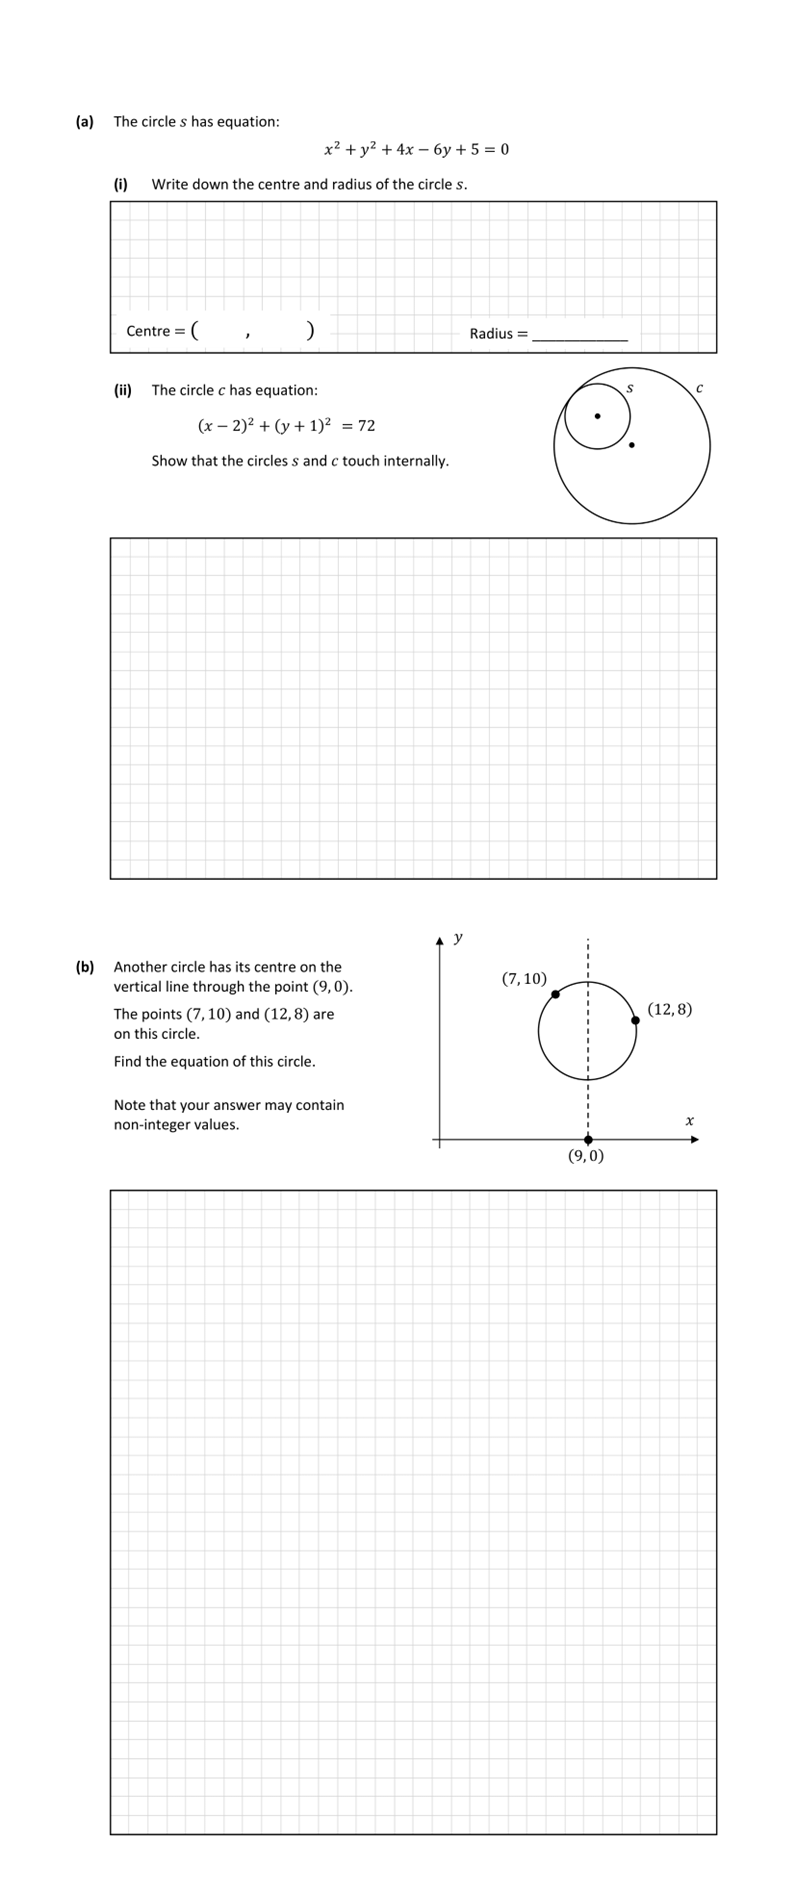 (a) The circle s has equation:
x² + y² + 4x − 6y + 5 = 0
(i) Write down the centre and radius of the circle s.
Centre = ( , ) Radius = ____________
(ii) The circle c has equation:
(x − 2)² + (y + 1)² = 72
Show that the circles s and c touch internally.
s
c
(b) Another circle has its centre on the
vertical line through the point (9, 0).
The points (7, 10) and (12, 8) are
on this circle.
Find the equation of this circle.
Note that your answer may contain
non-integer values.
y
(7, 10)
(12, 8)
x
(9, 0)